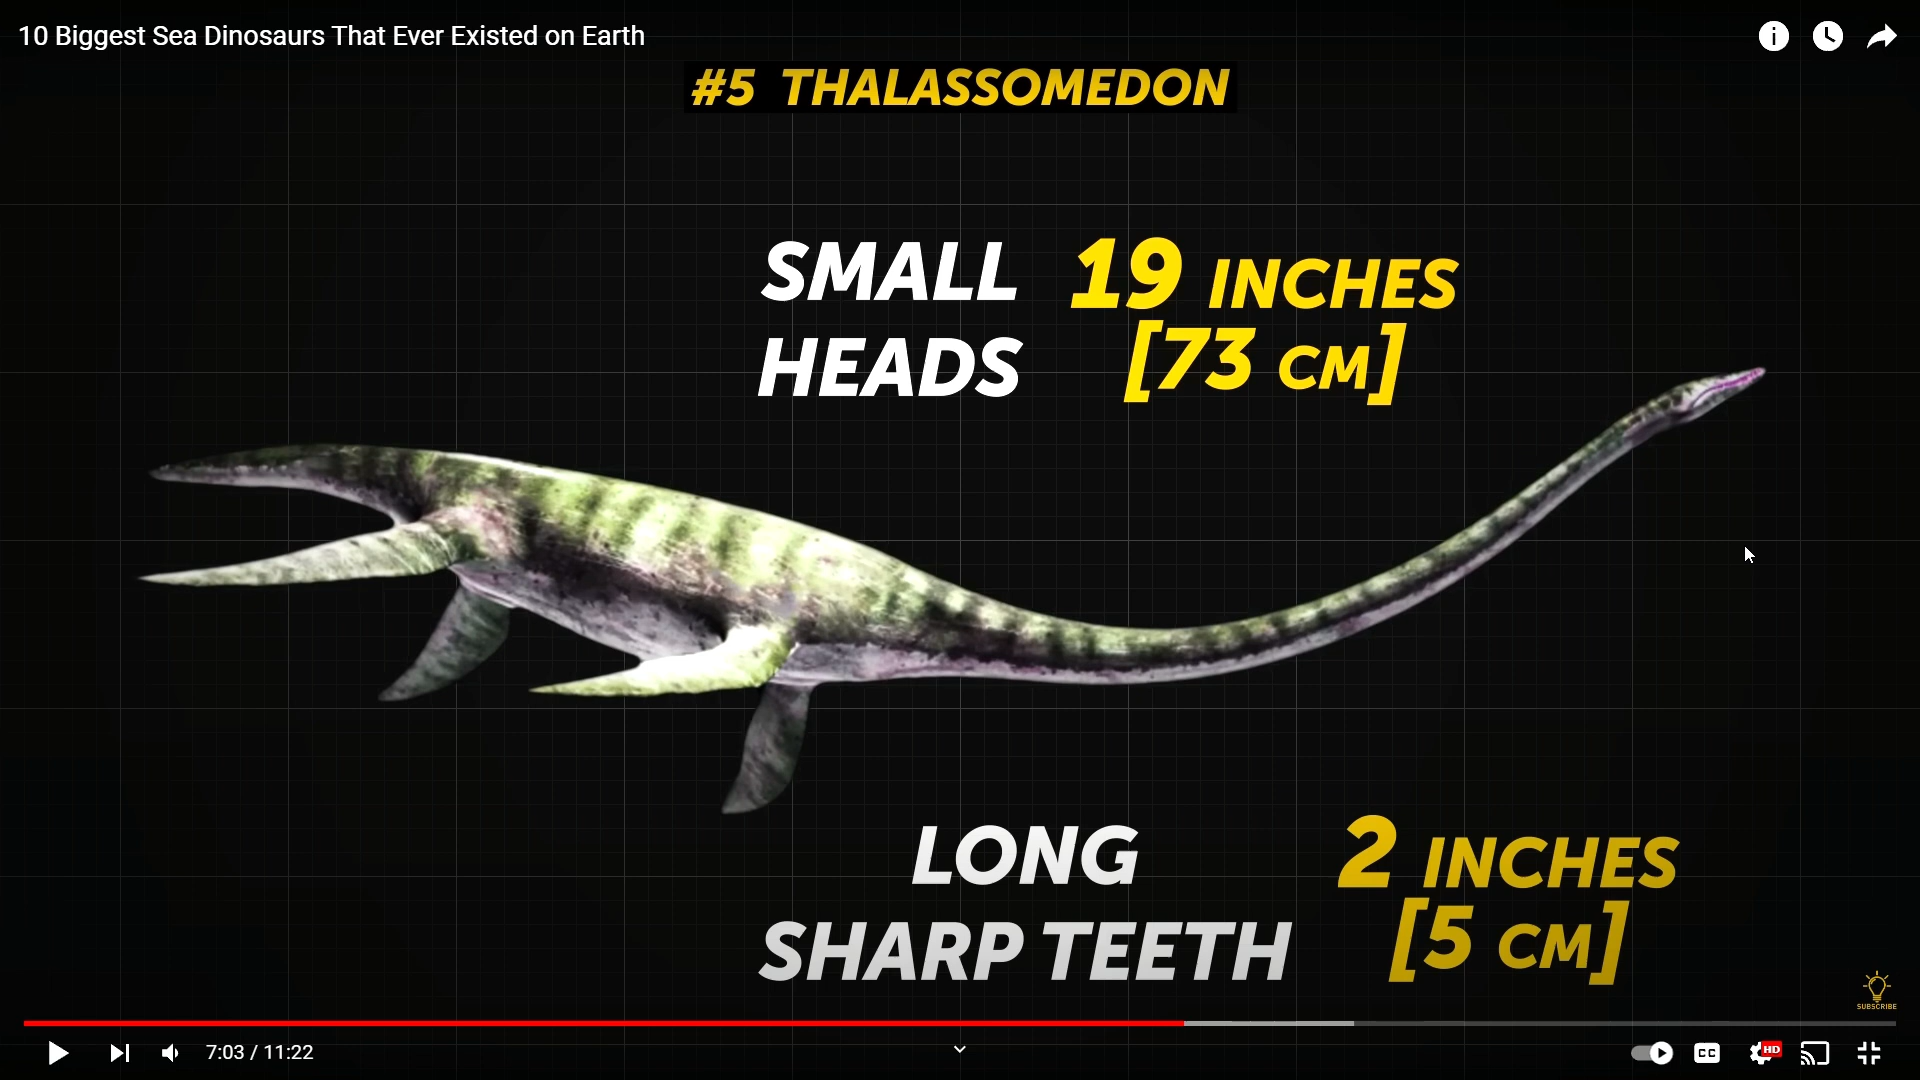 10 Biggest Sea Dinosaurs That Ever Existed on Earth
#5 THALASSOMEDON
SMALL
HEADS
19 INCHES
[73 CM]
LONG
SHARP TEETH
2 INCHES
[5 CM]
SUBSCRIBE
7:03 / 11:22
CC
HD